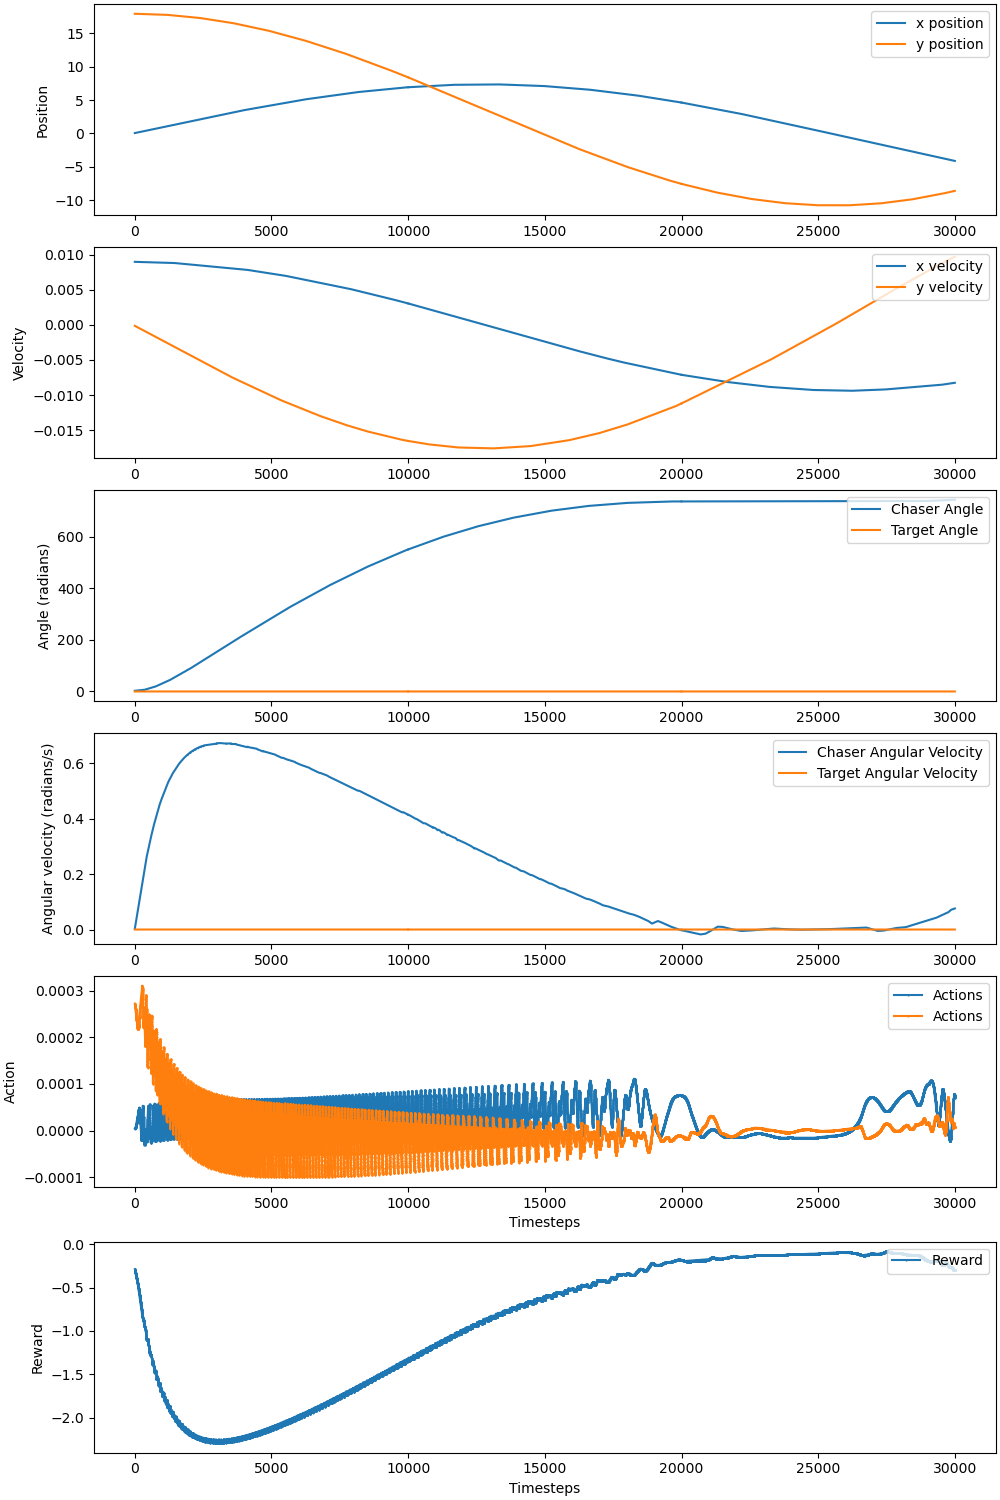 x position
y position
Position
15
10
5
0
−5
−10
0 5000 10000 15000 20000 25000 30000
x velocity
y velocity
Velocity
0.010
0.005
0.000
−0.005
−0.010
−0.015
0 5000 10000 15000 20000 25000 30000
Chaser Angle
Target Angle
Angle (radians)
600
400
200
0
0 5000 10000 15000 20000 25000 30000
Chaser Angular Velocity
Target Angular Velocity
Angular velocity (radians/s)
0.6
0.4
0.2
0.0
0 5000 10000 15000 20000 25000 30000
Actions
Actions
Action
0.0003
0.0002
0.0001
0.0000
−0.0001
0 5000 10000 15000 20000 25000 30000
Timesteps
Reward
Reward
0.0
−0.5
−1.0
−1.5
−2.0
0 5000 10000 15000 20000 25000 30000
Timesteps